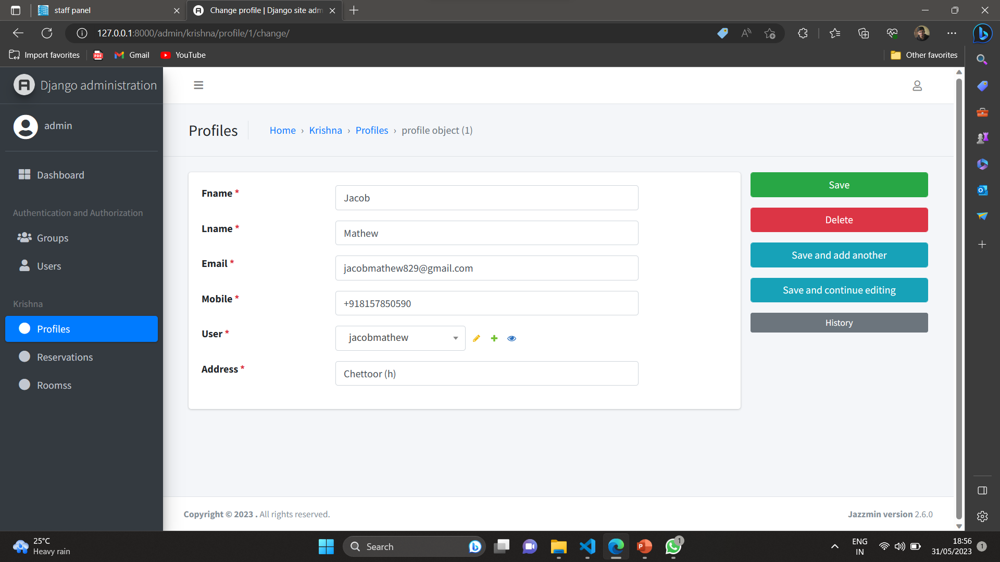 staff panel
Change profile | Django site adm
127.0.0.1:8000/admin/krishna/profile/1/change/
Import favorites
PDF
Gmail
YouTube
Other favorites
Django administration
admin
Dashboard
Authentication and Authorization
Groups
Users
Krishna
Profiles
Reservations
Roomss
Profiles
Home › Krishna › Profiles › profile object (1)
Fname *
Jacob
Lname *
Mathew
Email *
jacobmathew829@gmail.com
Mobile *
+918157850590
User *
jacobmathew
Address *
Chettoor (h)
Save
Delete
Save and add another
Save and continue editing
History
Copyright © 2023 . All rights reserved.
Jazzmin version 2.6.0
25°C
Heavy rain
Search
1
ENG
IN
18:56
31/05/2023
1